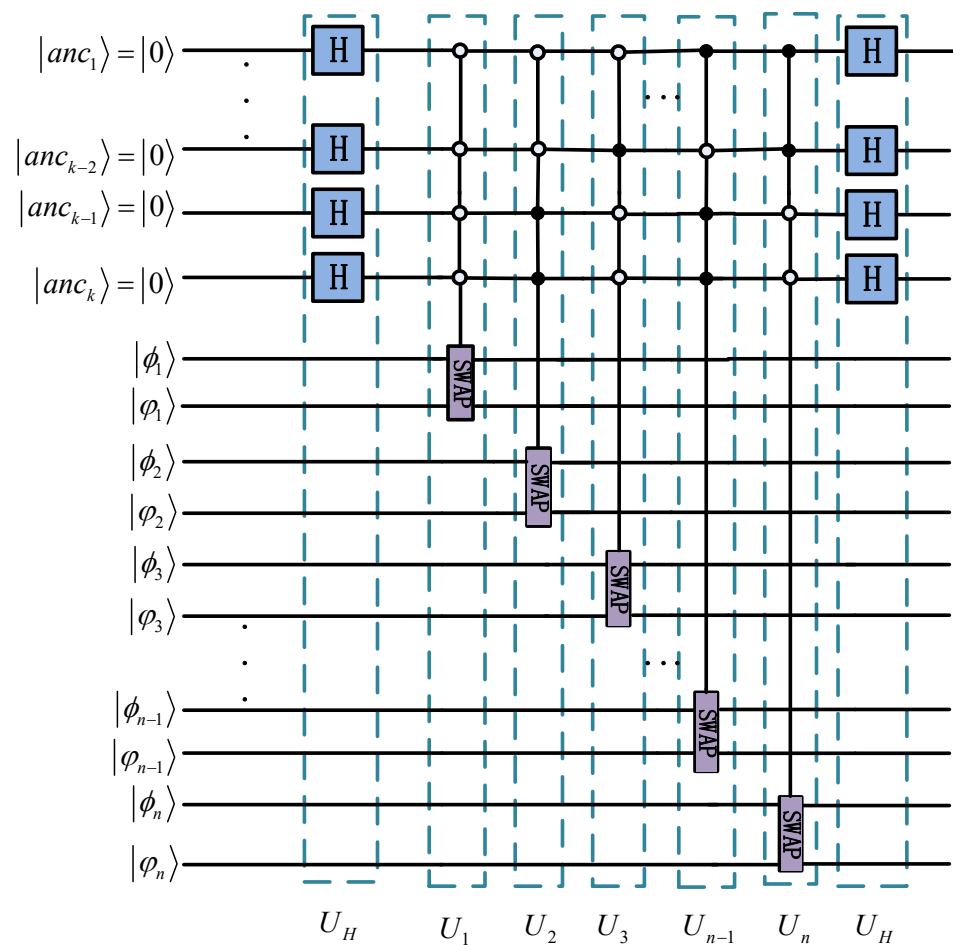 |anc₁⟩ = |0⟩ H H
⋮ ⋯
|anc_{k-2}⟩ = |0⟩ H H
|anc_{k-1}⟩ = |0⟩ H H
|anc_k⟩ = |0⟩ H H
|ϕ₁⟩
SWAP
|φ₁⟩
|ϕ₂⟩
SWAP
|φ₂⟩
|ϕ₃⟩
SWAP
|φ₃⟩
⋮ ⋯
|ϕ_{n-1}⟩
SWAP
|φ_{n-1}⟩
|ϕ_n⟩
SWAP
|φ_n⟩
U_H U₁ U₂ U₃ U_{n-1} U_n U_H